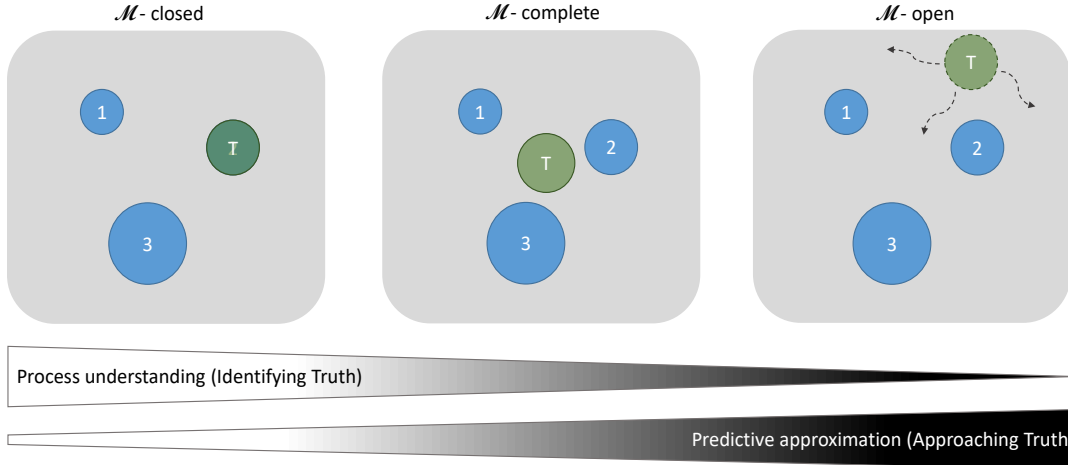 ℳ- closed
ℳ- complete
ℳ- open
1
T
3
1
T
2
3
T
1
2
3
Process understanding (Identifying Truth)
Predictive approximation (Approaching Truth